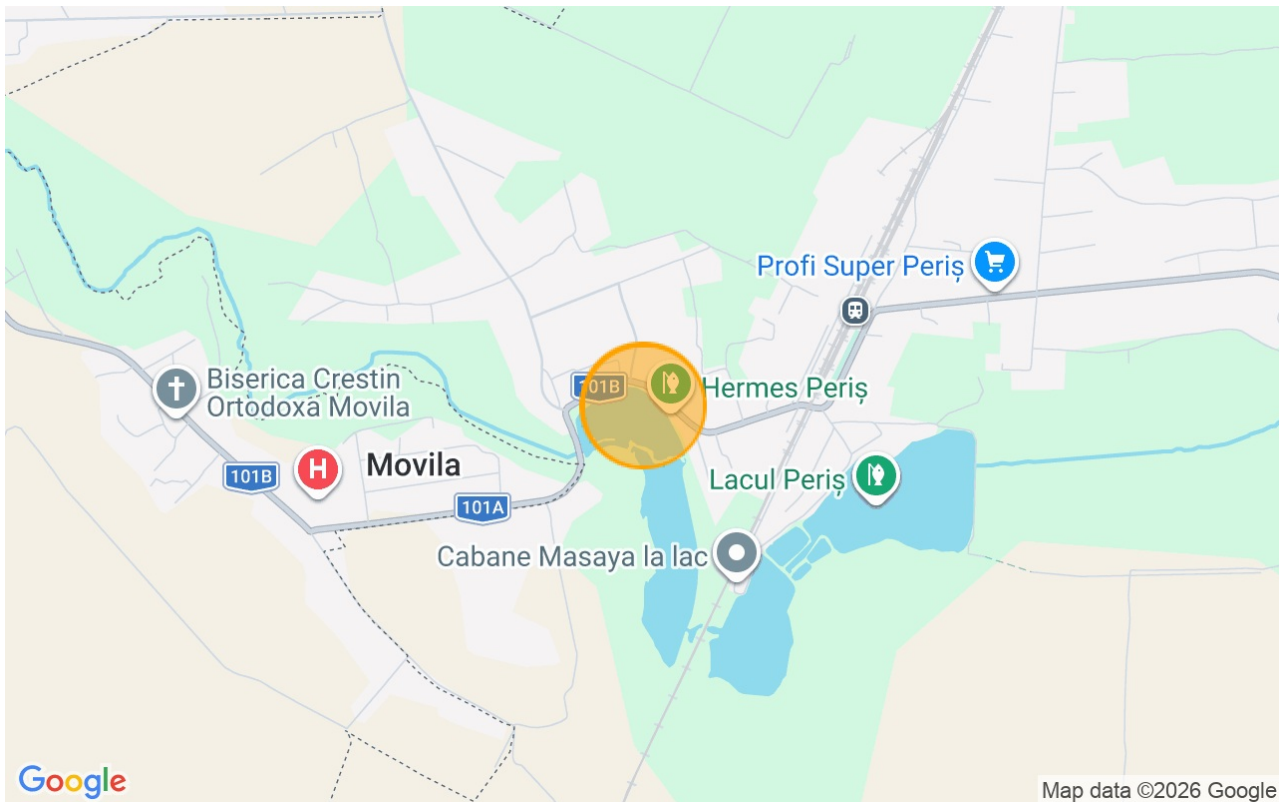 Profi Super Periș
101B
Hermes Periș
Biserica Crestin
Ortodoxă Movila
H
Movila
101B
Lacul Periș
101A
Cabane Masaya la lac
Google
Map data ©2026 Google